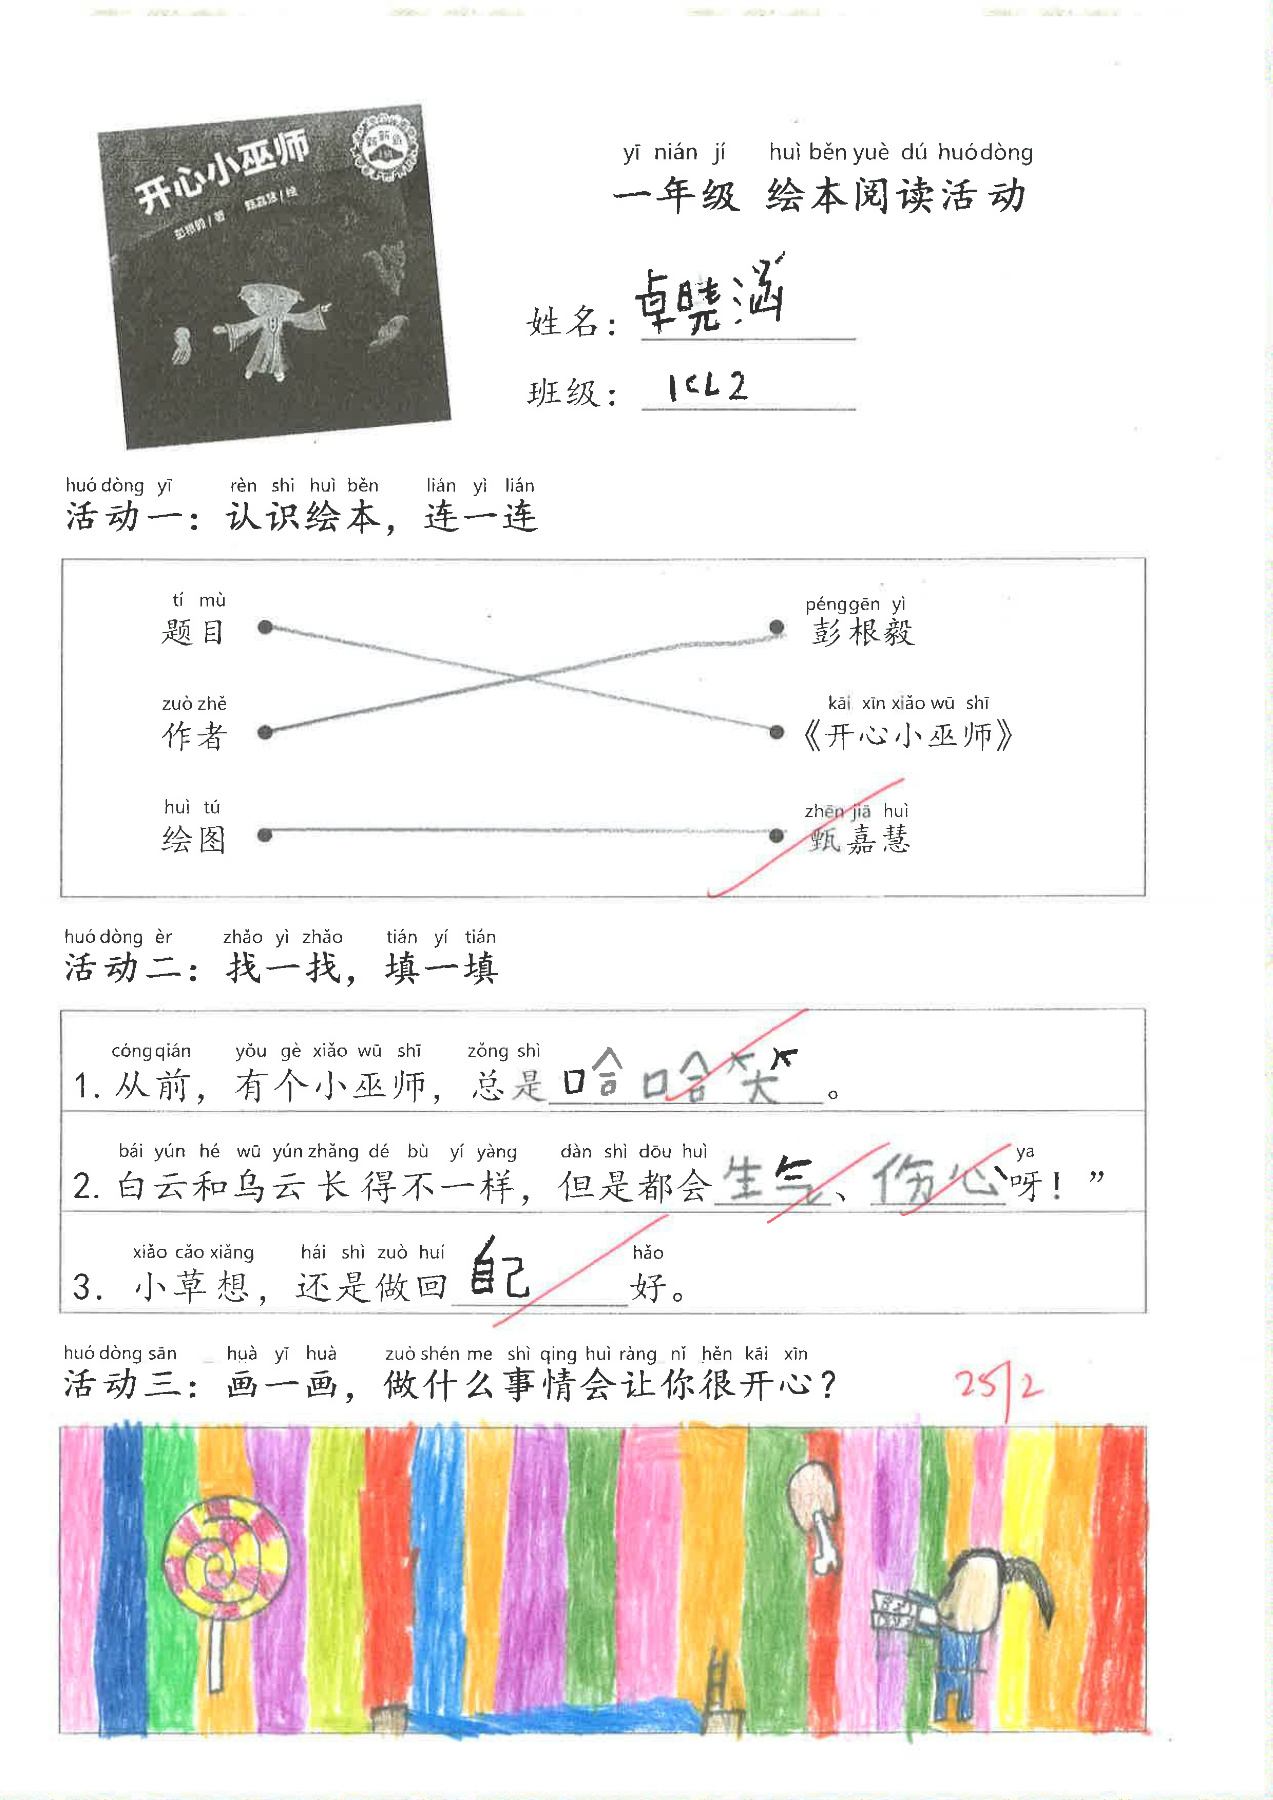 开心小巫师
彭根毅/著 甄嘉慧/绘
yī nián jí huì běn yuè dú huó dòng
一年级 绘本阅读活动
姓名：卓晓涵
班级：1CL2
huó dòng yī rèn shi huì běn lián yì lián
活动一：认识绘本，连一连
tí mù pénggēn yì
题目 彭根毅
zuò zhě kāi xīn xiǎo wū shī
作者 《开心小巫师》
huì tú zhēn jiā huì
绘图 甄嘉慧
huó dòng èr zhǎo yì zhǎo tián yí tián
活动二：找一找，填一填
cóng qián yǒu gè xiǎo wū shī zǒng shì
1. 从前，有个小巫师，总是哈哈笑。
bái yún hé wū yún zhǎng dé bù yí yàng dàn shì dōu huì ya
2. 白云和乌云长得不一样，但是都会生气、伤心呀！”
xiǎo cǎo xiǎng hái shì zuò huí hǎo
3. 小草想，还是做回自己好。
huó dòng sān huà yī huà zuò shén me shì qing huì ràng nǐ hěn kāi xīn
活动三：画一画，做什么事情会让你很开心？
25/2